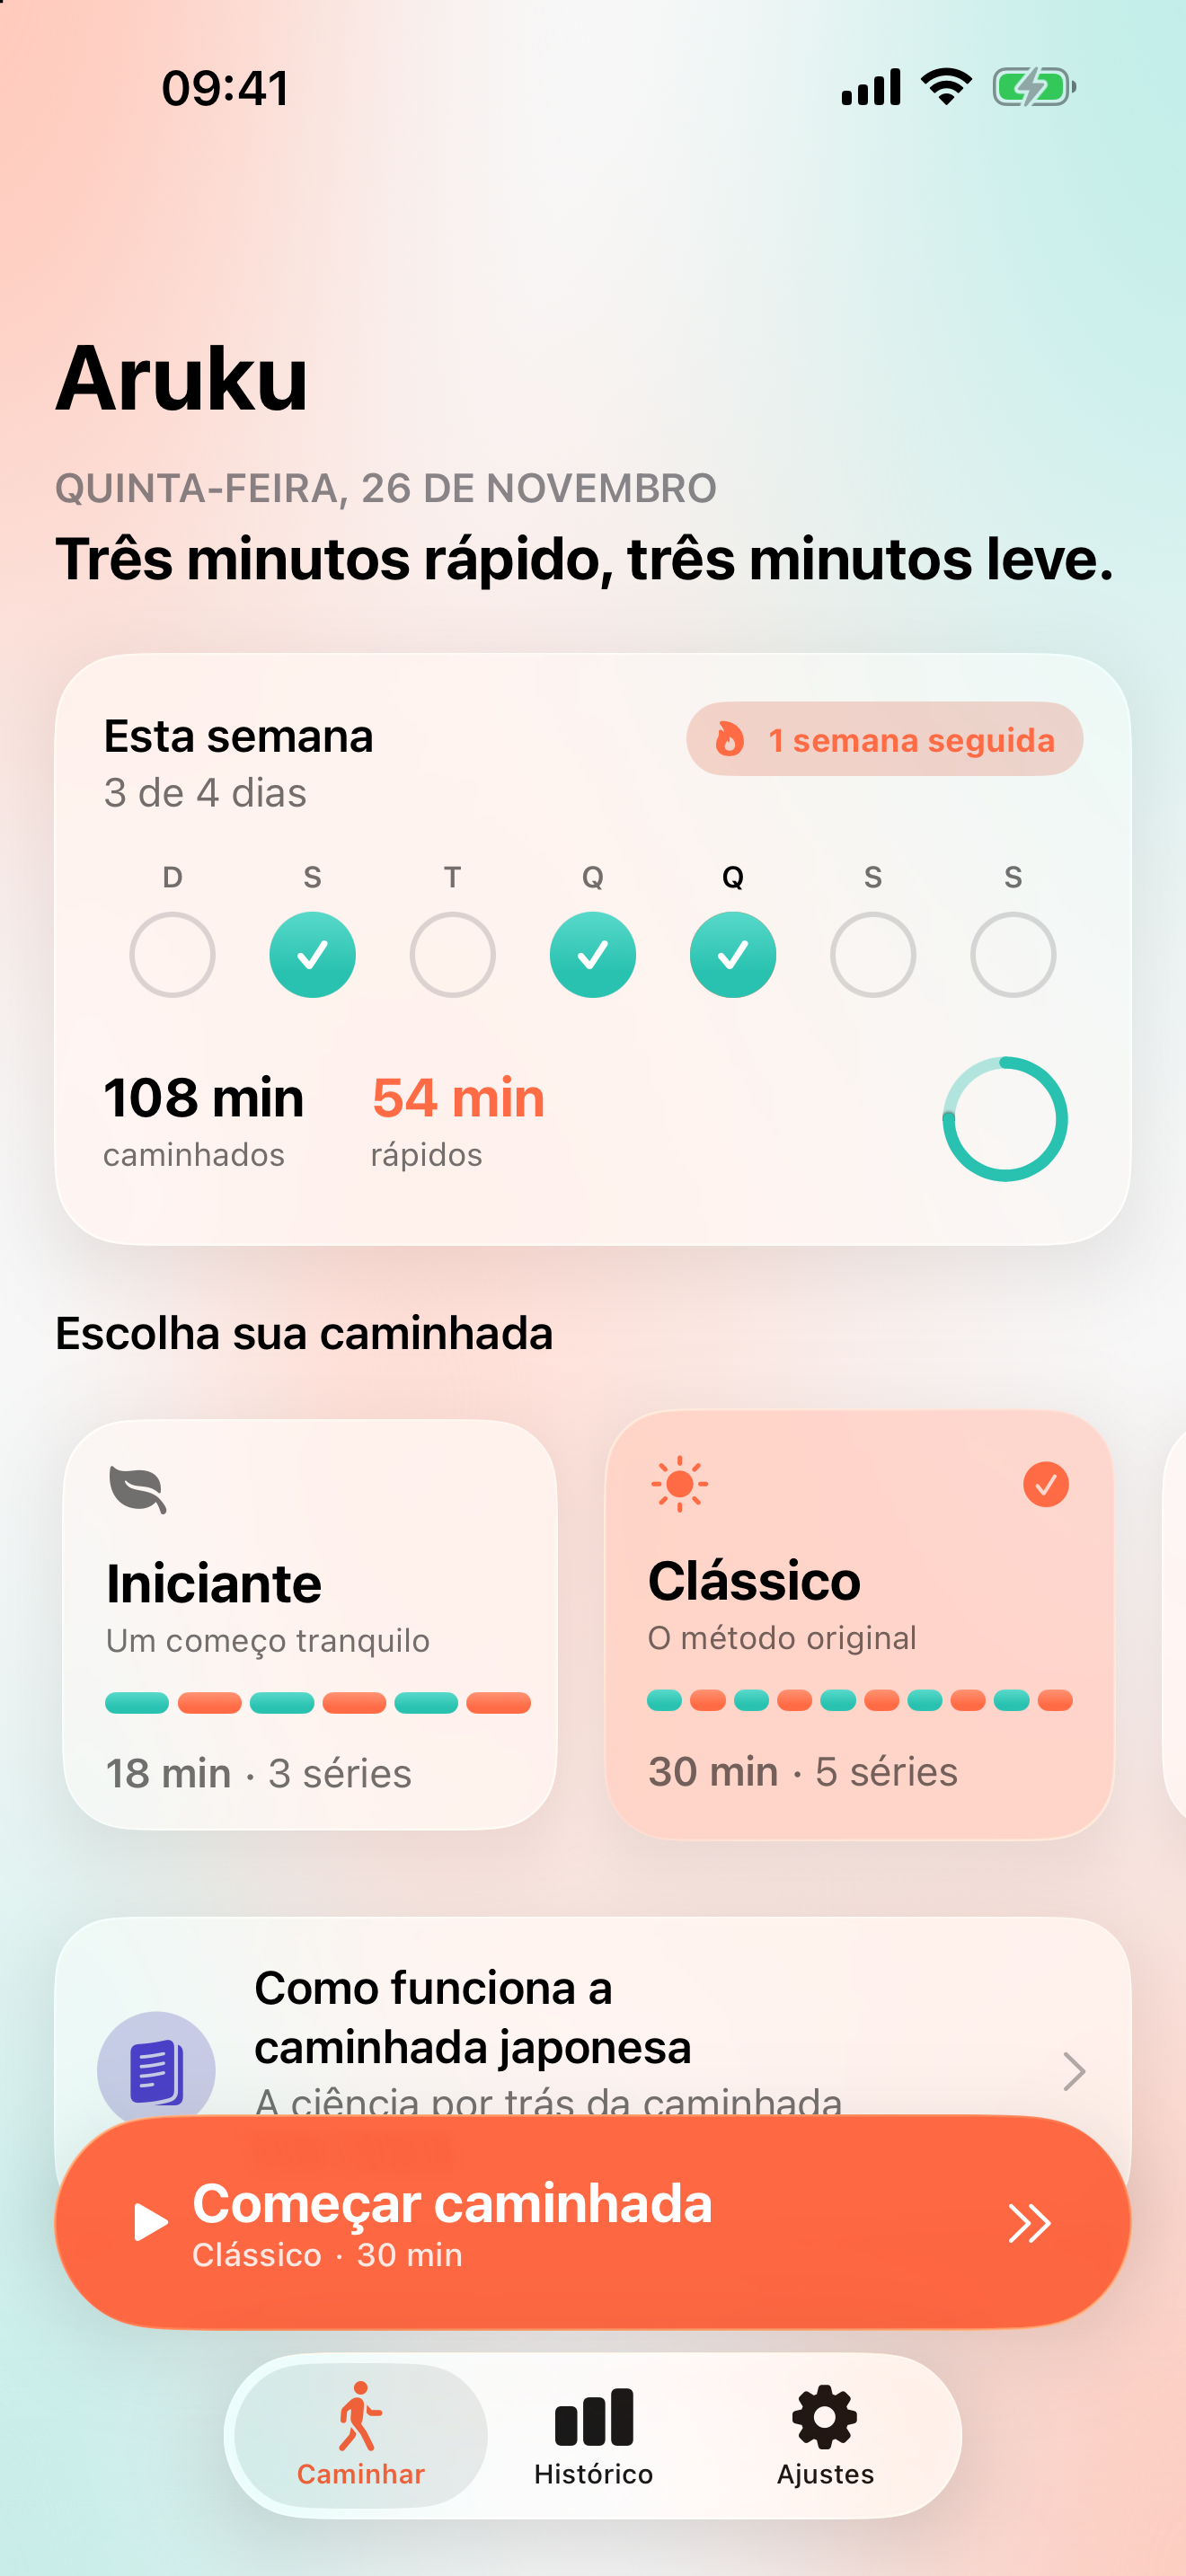 09:41
Aruku
QUINTA-FEIRA, 26 DE NOVEMBRO
Três minutos rápido, três minutos leve.
Esta semana
1 semana seguida
3 de 4 dias
D S T Q Q S S
108 min
54 min
caminhados
rápidos
Escolha sua caminhada
Iniciante
Um começo tranquilo
18 min · 3 séries
Clássico
O método original
30 min · 5 séries
Como funciona a
caminhada japonesa
A ciência por trás da caminhada
Começar caminhada
Clássico · 30 min
Caminhar
Histórico
Ajustes